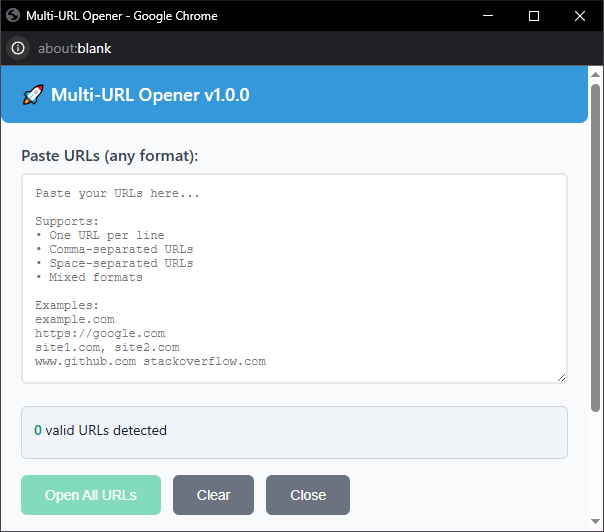 Multi-URL Opener - Google Chrome
about:blank
🚀 Multi-URL Opener v1.0.0
Paste URLs (any format):
Paste your URLs here...
Supports:
• One URL per line
• Comma-separated URLs
• Space-separated URLs
• Mixed formats
Examples:
example.com
https://google.com
site1.com, site2.com
www.github.com stackoverflow.com
0 valid URLs detected
Open All URLs Clear Close